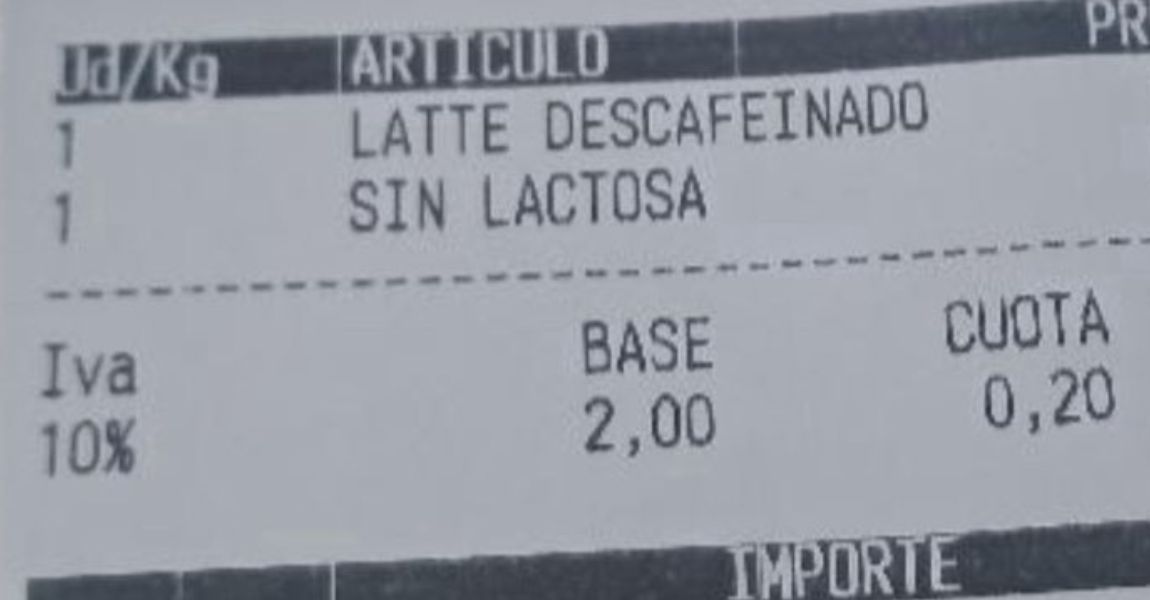 Ud/Kg ARTICULO PR
1 LATTE DESCAFEINADO
1 SIN LACTOSA
Iva BASE CUOTA
10% 2,00 0,20
IMPORTE